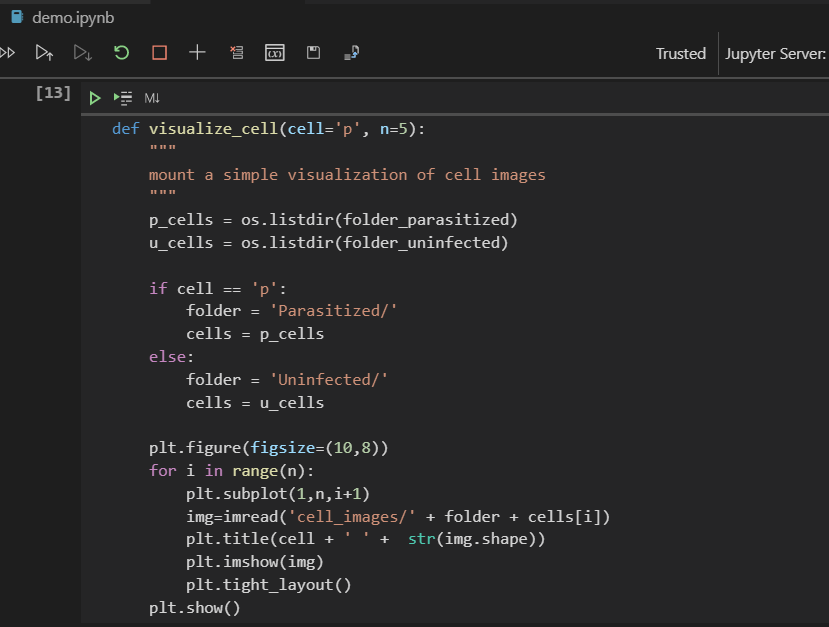 demo.ipynb
Trusted
Jupyter Server:
[13]
M↓
def visualize_cell(cell='p', n=5):
    """
    mount a simple visualization of cell images
    """
    p_cells = os.listdir(folder_parasitized)
    u_cells = os.listdir(folder_uninfected)

    if cell == 'p':
        folder = 'Parasitized/'
        cells = p_cells
    else:
        folder = 'Uninfected/'
        cells = u_cells

    plt.figure(figsize=(10,8))
    for i in range(n):
        plt.subplot(1,n,i+1)
        img=imread('cell_images/' + folder + cells[i])
        plt.title(cell + ' ' +  str(img.shape))
        plt.imshow(img)
        plt.tight_layout()
    plt.show()